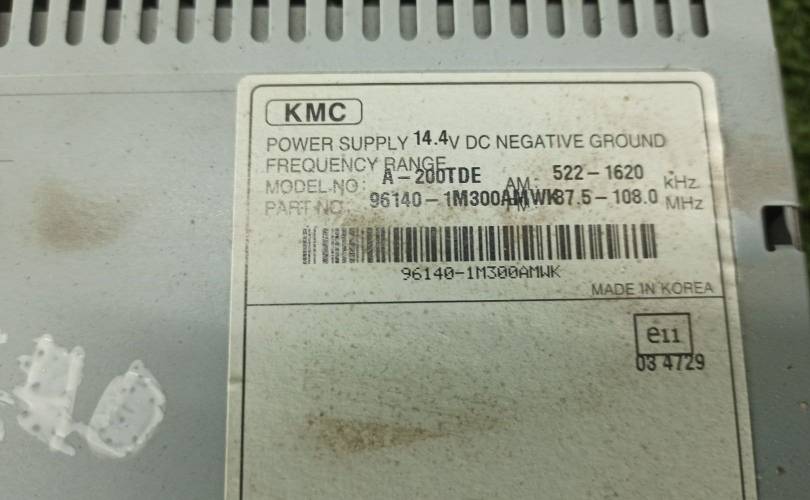 KMC
POWER SUPPLY 14.4V DC NEGATIVE GROUND
FREQUENCY RANGE
MODEL NO: A-200TDE AM: 522-1620 kHz
PART NO: 96140-1M300AMWK FM: 87.5-108.0 MHz
96140-1M300AMWK
MADE IN KOREA
e11
03 4729